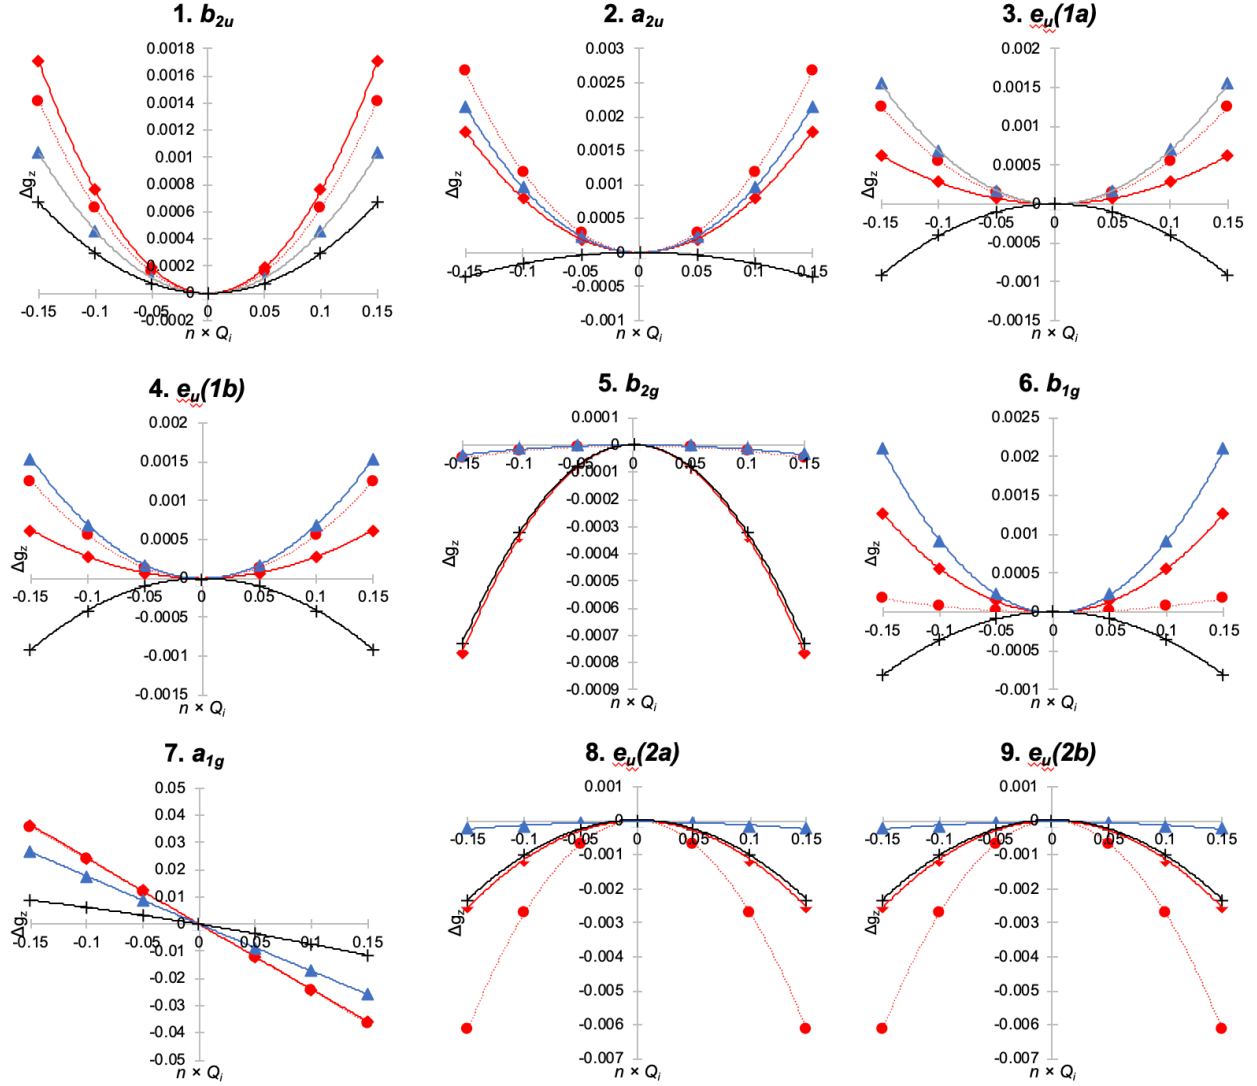 1. b2u
0.0018
0.0016
0.0014
0.0012
0.001
0.0008
0.0006
0.0004
0.0002
0
-0.0002
-0.15 -0.1 -0.05 0 0.05 0.1 0.15
Δgz
n × Qi
2. a2u
0.003
0.0025
0.002
0.0015
0.001
0.0005
0
-0.0005
-0.001
-0.15 -0.1 -0.05 0 0.05 0.1 0.15
Δgz
n × Qi
3. eu(1a)
0.002
0.0015
0.001
0.0005
0
-0.0005
-0.001
-0.0015
-0.15 -0.1 -0.05 0 0.05 0.1 0.15
Δgz
n × Qi
4. eu(1b)
0.002
0.0015
0.001
0.0005
0
-0.0005
-0.001
-0.0015
-0.15 -0.1 -0.05 0 0.05 0.1 0.15
Δgz
n × Qi
5. b2g
0.0001
0
-0.0001
-0.0002
-0.0003
-0.0004
-0.0005
-0.0006
-0.0007
-0.0008
-0.0009
-0.15 -0.1 -0.05 0 0.05 0.1 0.15
Δgz
n × Qi
6. b1g
0.0025
0.002
0.0015
0.001
0.0005
0
-0.0005
-0.001
-0.15 -0.1 -0.05 0 0.05 0.1 0.15
Δgz
n × Qi
7. a1g
0.05
0.04
0.03
0.02
0.01
0
-0.01
-0.02
-0.03
-0.04
-0.05
-0.15 -0.1 -0.05 0 0.05 0.1 0.15
Δgz
n × Qi
8. eu(2a)
0.001
0
-0.001
-0.002
-0.003
-0.004
-0.005
-0.006
-0.007
-0.15 -0.1 -0.05 0 0.05 0.1 0.15
Δgz
n × Qi
9. eu(2b)
0.001
0
-0.001
-0.002
-0.003
-0.004
-0.005
-0.006
-0.007
-0.15 -0.1 -0.05 0 0.05 0.1 0.15
Δgz
n × Qi